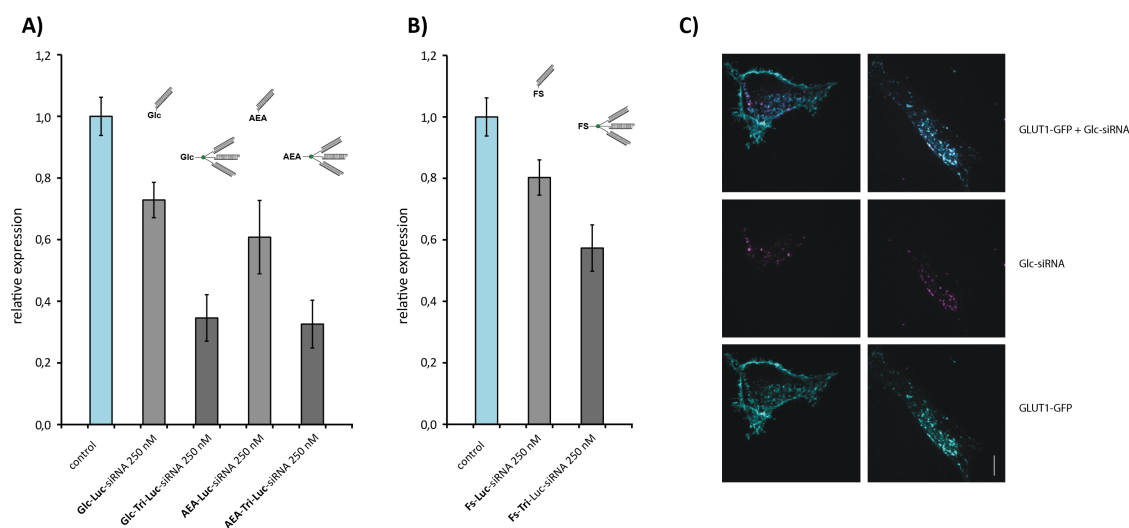 A)
1,2
1,0
0,8
0,6
0,4
0,2
0,0
relative expression
Glc
AEA
Glc
AEA
control
Glc-Luc-siRNA 250 nM
Glc-Tri-Luc-siRNA 250 nM
AEA-Luc-siRNA 250 nM
AEA-Tri-Luc-siRNA 250 nM
B)
1,2
1,0
0,8
0,6
0,4
0,2
0,0
relative expression
FS
FS
control
Fs-Luc-siRNA 250 nM
Fs-Tri-Luc-siRNA 250 nM
C)
GLUT1-GFP + Glc-siRNA
Glc-siRNA
GLUT1-GFP